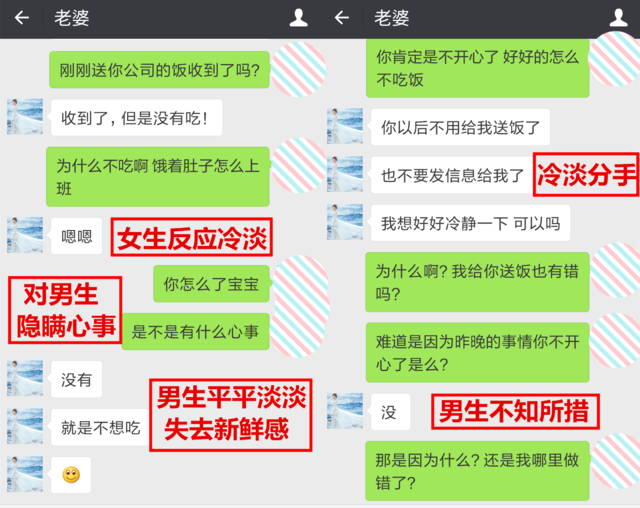 老婆
刚刚送你公司的饭收到了吗?
收到了, 但是没有吃!
为什么不吃啊 饿着肚子怎么上
班
嗯嗯
女生反应冷淡
你怎么了宝宝
对男生
隐瞒心事
是不是有什么心事
没有
男生平平淡淡
失去新鲜感
就是不想吃
老婆
你肯定是不开心了 好好的怎么
不吃饭
你以后不用给我送饭了
也不要发信息给我了
冷淡分手
我想好好冷静一下 可以吗
为什么啊? 我给你送饭也有错
吗?
难道是因为昨晚的事情你不开
心了是么?
没
男生不知所措
那是因为什么? 还是我哪里做
错了?